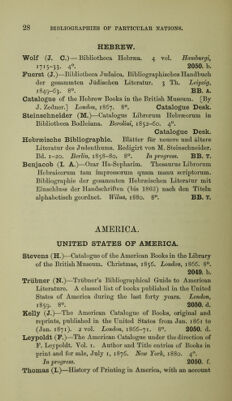 28 BIBLIOGRAPHIES OF PARTICULAR NATIONS.
HEBREW.
Wolf (J. C.)—Bibliotheca Hebræa. 4 vol. Hamburgi,
1715-33. 4°. 2050. h.
Fuerst (J.)—Bibliotheca Judaica. Bibliographisches Handbuch
der gesammten Jüdischen Literatur. 3 Th. Leipzig,
1849-63. 8°. BB. A.
Catalogue of the Hebrew Books in the British Museum. [By
J. Zedner.] London, 1867. 8°. Catalogue Desk.
Steinschneider (M.)—Catalogus Librorum Hebræorum in
Bibliotheca Bodleiana. Berolini, 1852-60. 4°.
Catalogue Desk.
Hebræische Bibliographie. Blætter für neuere und ältere
Literatur des Judenthums. Redigirt von M. Steinschneider.
Bd. 1-20. Berlin, 1858-80, 8°. In progress. BB. T.
Benjacob (I. A.)—Ozar Ha-Sepharim. Thesaurus Librorum
Hebraicorum tam impressorum quam manu scriptorum.
Bibliographie der gesammten Hebraeischen Literatur mit
Einschluss der Handschriften (bis 1863) nach den Titeln
alphabetisch geordnet. Wilna, 1880. 8°. BB. T.
AMERICA.
UNITED STATES OF AMERICA.
Stevens (H.)—Catalogue of the American Books in the Library
of the British Museum. Christmas, 1856. London, 1866. 8°.
2049. b.
Trübner (N.)—Trübner's Bibliographical Guide to American
Literature. A classed list of books published in the United
States of America during the last forty years. London,
1859. 8°. 2050. d.
Kelly (J.)—The American Catalogue of Books, original and
reprints, published in the United States from Jan. 1861 to
(Jan. 1871). 2 vol. London, 1866-71. 8°. 2050. d.
Leypoldt (F.)—The American Catalogue under the direction of
F. Leypoldt. Vol. 1. Author and Title entries of Books in
print and for sale, July 1, 1876. New York, 1880. 4°.
In progress. 2050. f.
Thomas (I.)—History of Printing in America, with an account